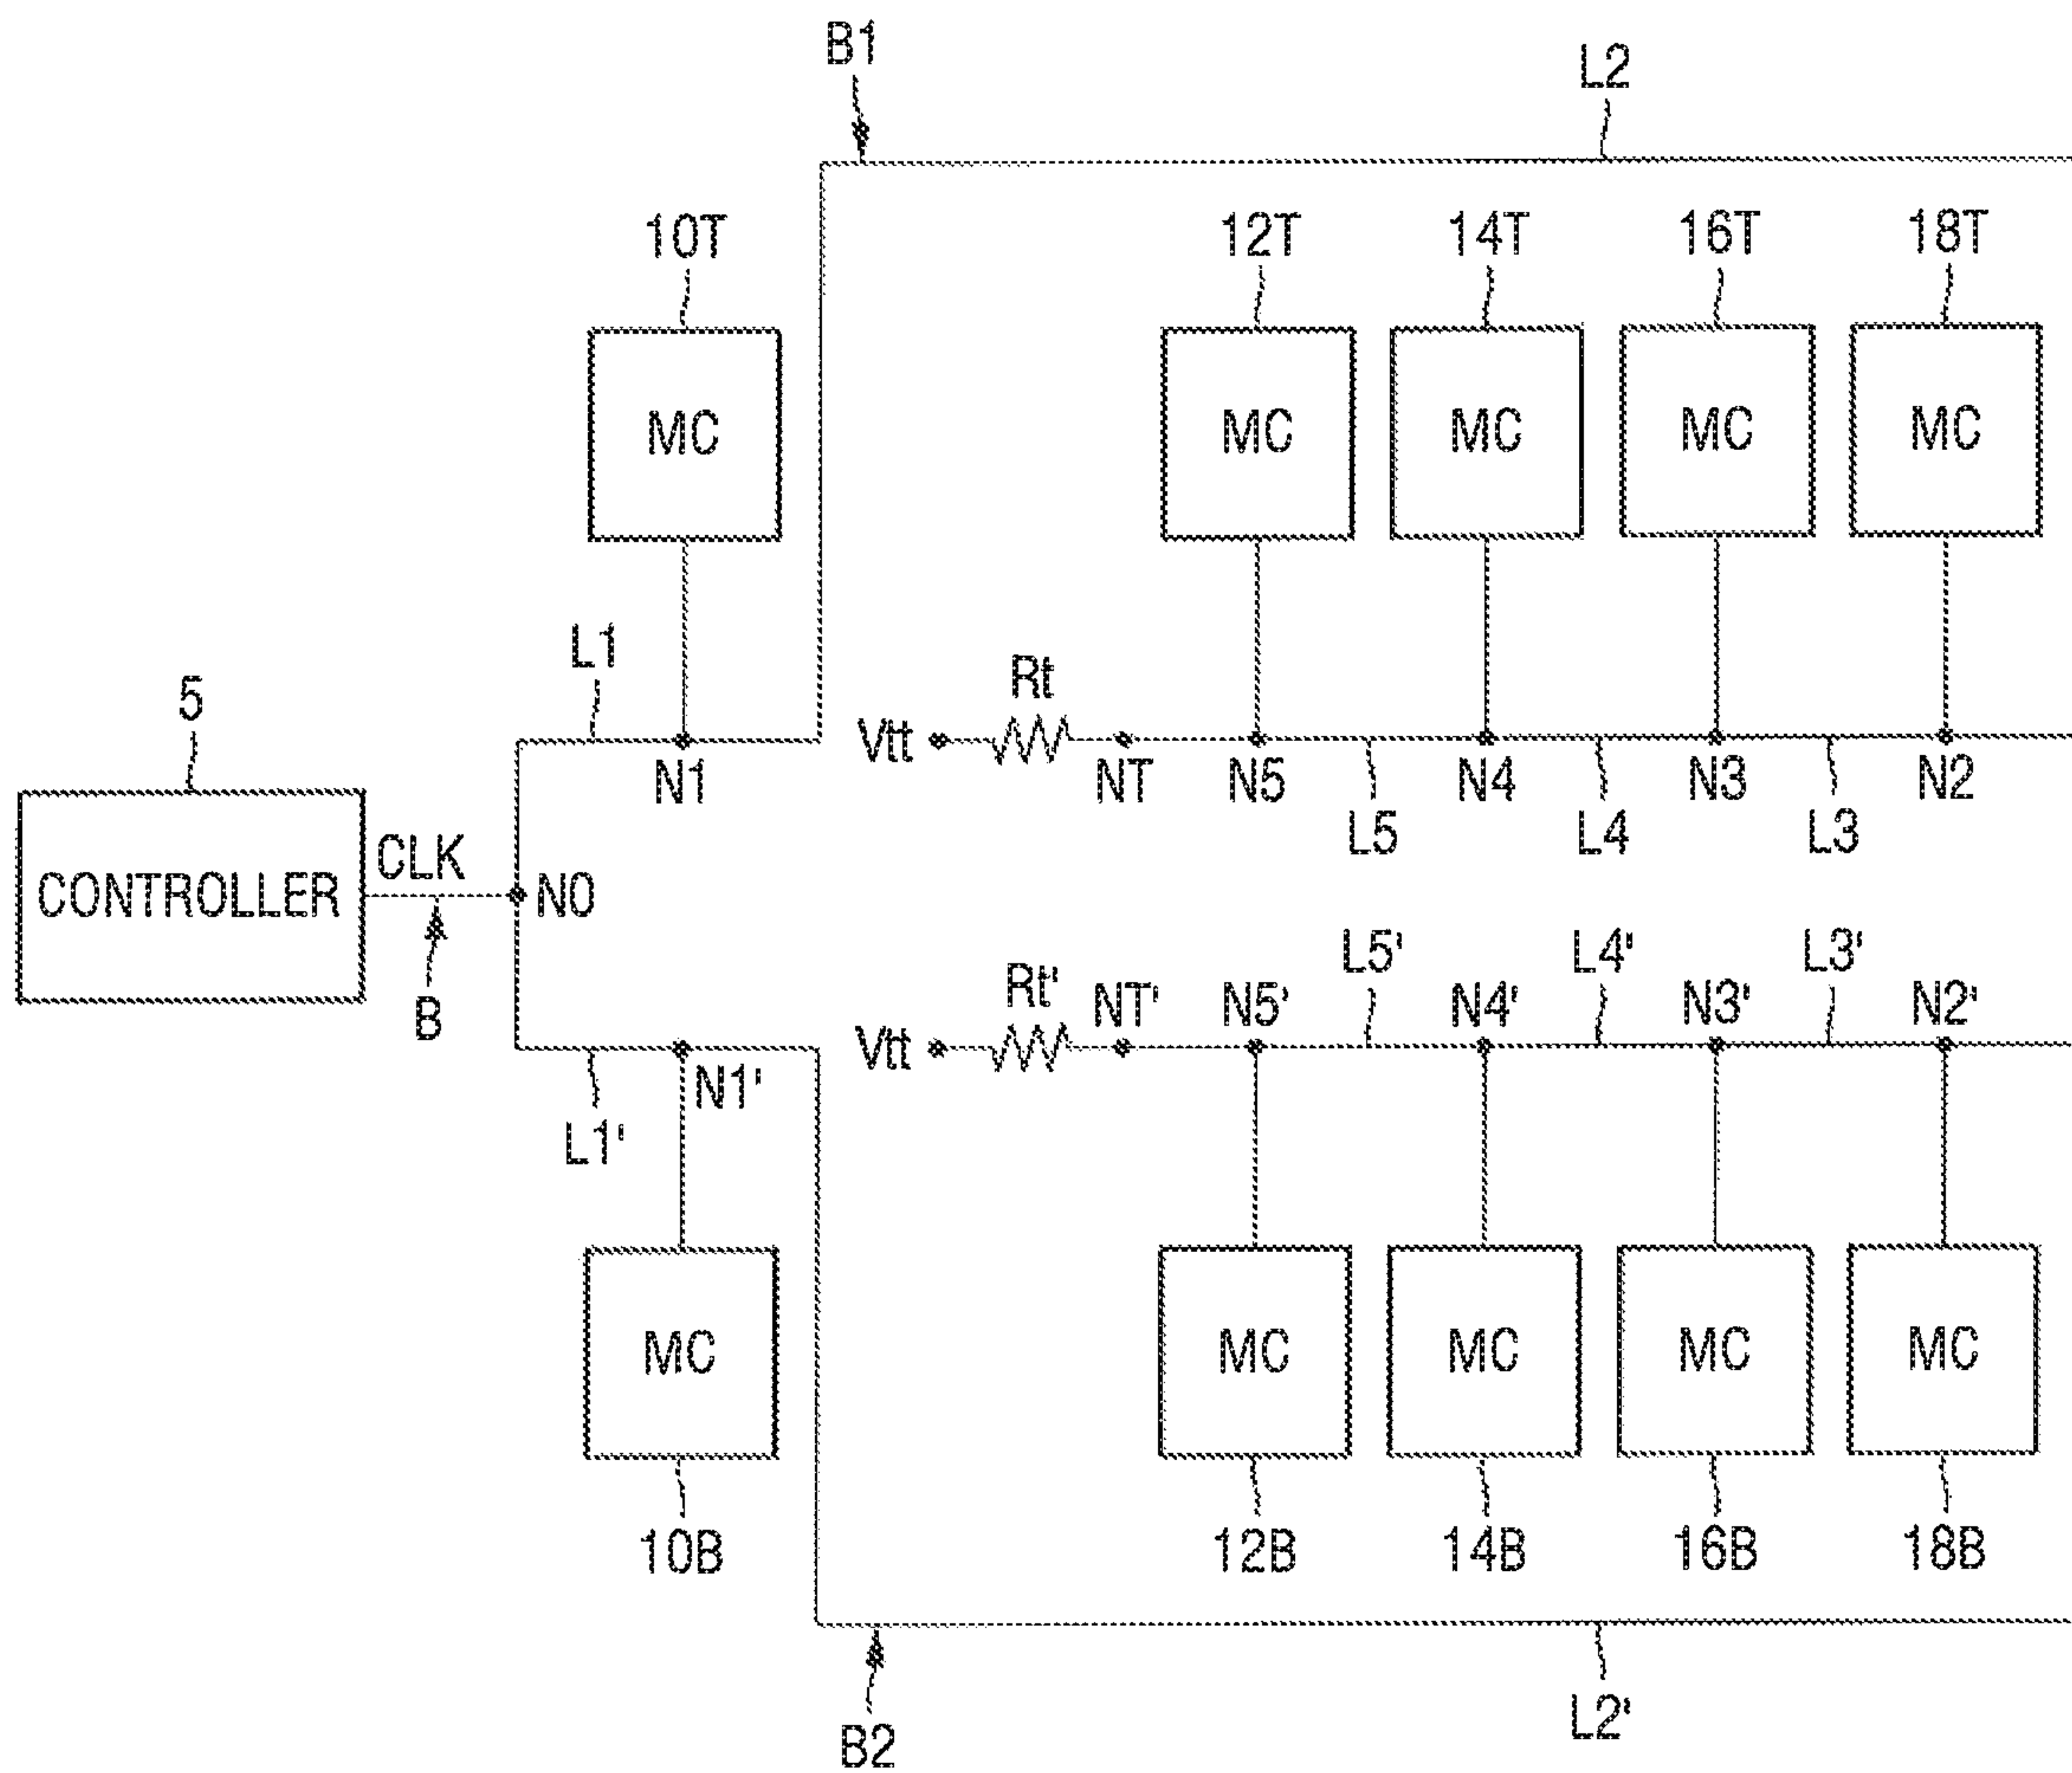 B1
L2
10T
12T
14T
16T
18T
MC
MC
MC
MC
MC
L1
Rt
5
Vtt
NT
N5
N4
N3
N2
N1
L5
L4
L3
CLK
CONTROLLER
N0
B
L5'
L4'
L3'
Rt'
NT'
N5'
N4'
N3'
N2'
Vtt
N1'
L1'
MC
MC
MC
MC
MC
10B
12B
14B
16B
18B
B2
L2'